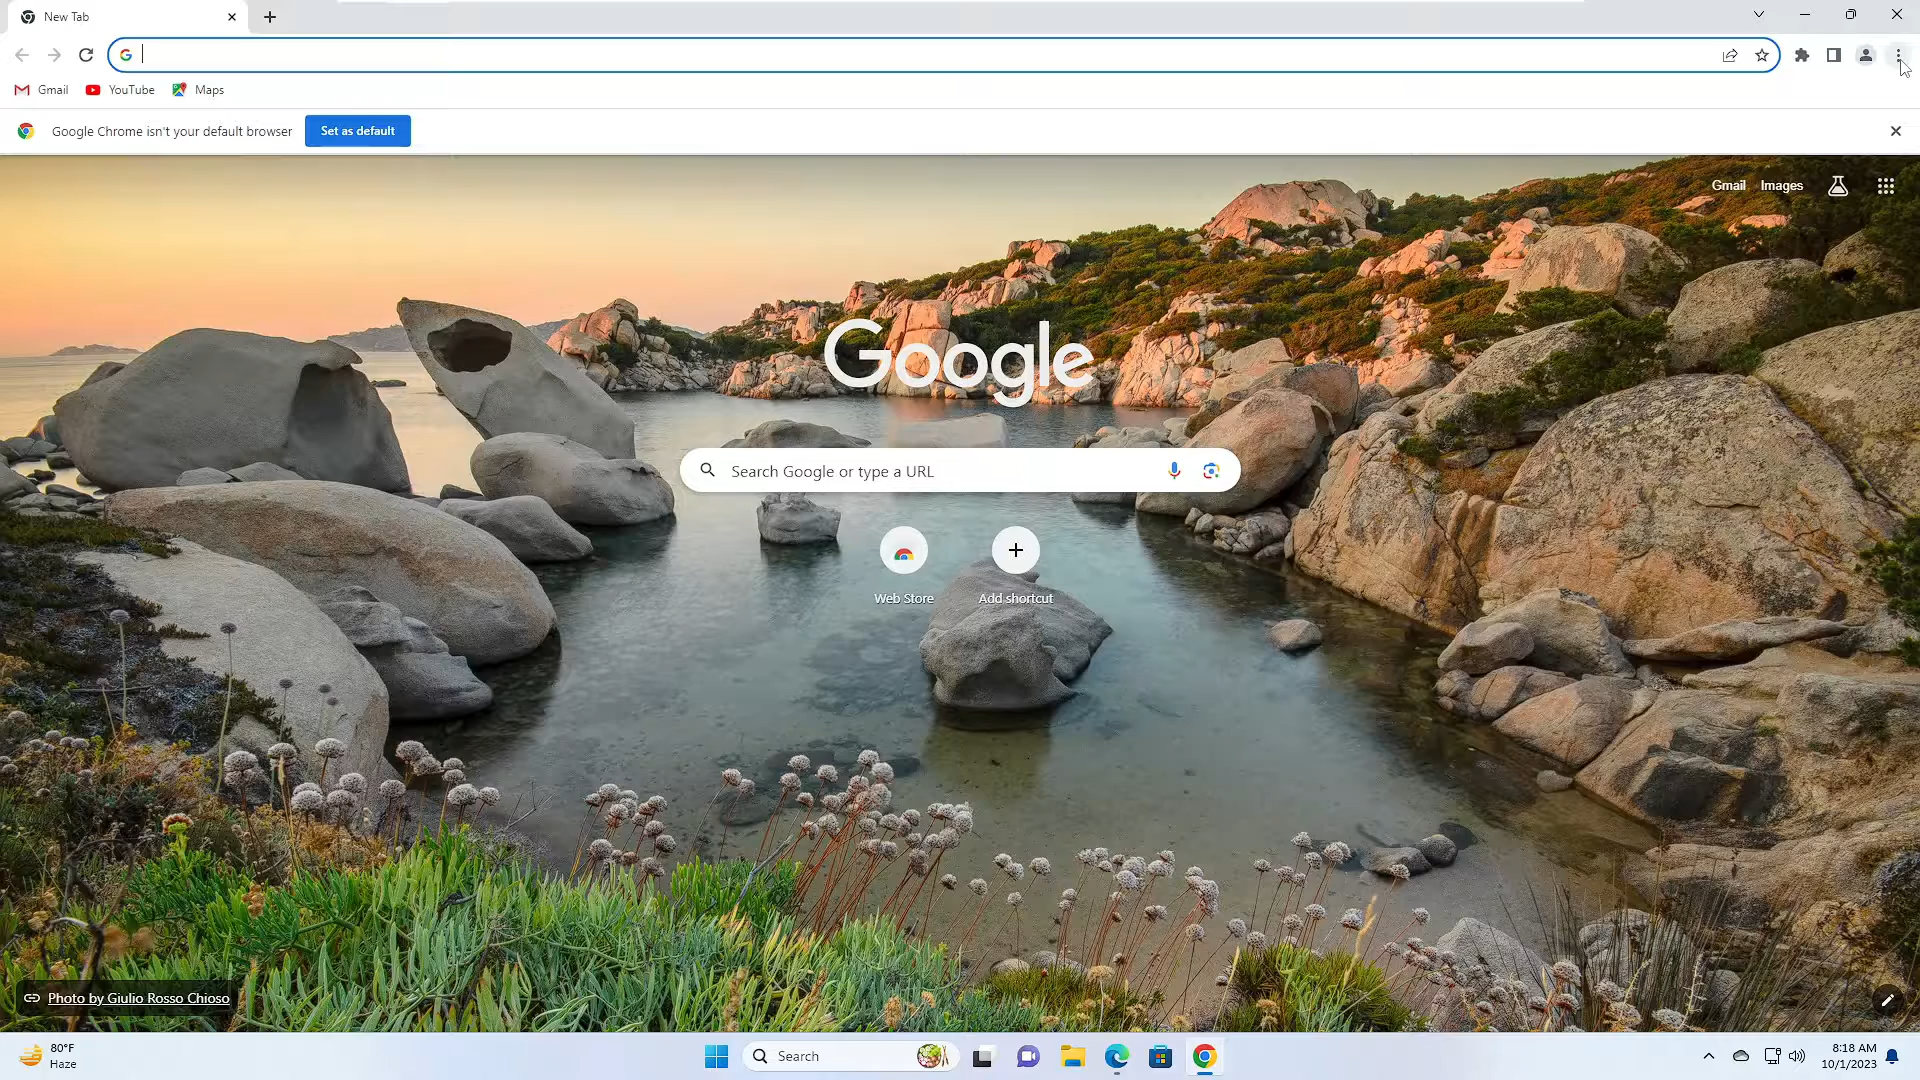 New Tab
Gmail YouTube Maps
Google Chrome isn't your default browser Set as default
Gmail Images
Google
Search Google or type a URL
Web Store Add shortcut
Photo by Giulio Rosso Chioso
80°F
Haze
Search
8:18 AM
10/1/2023